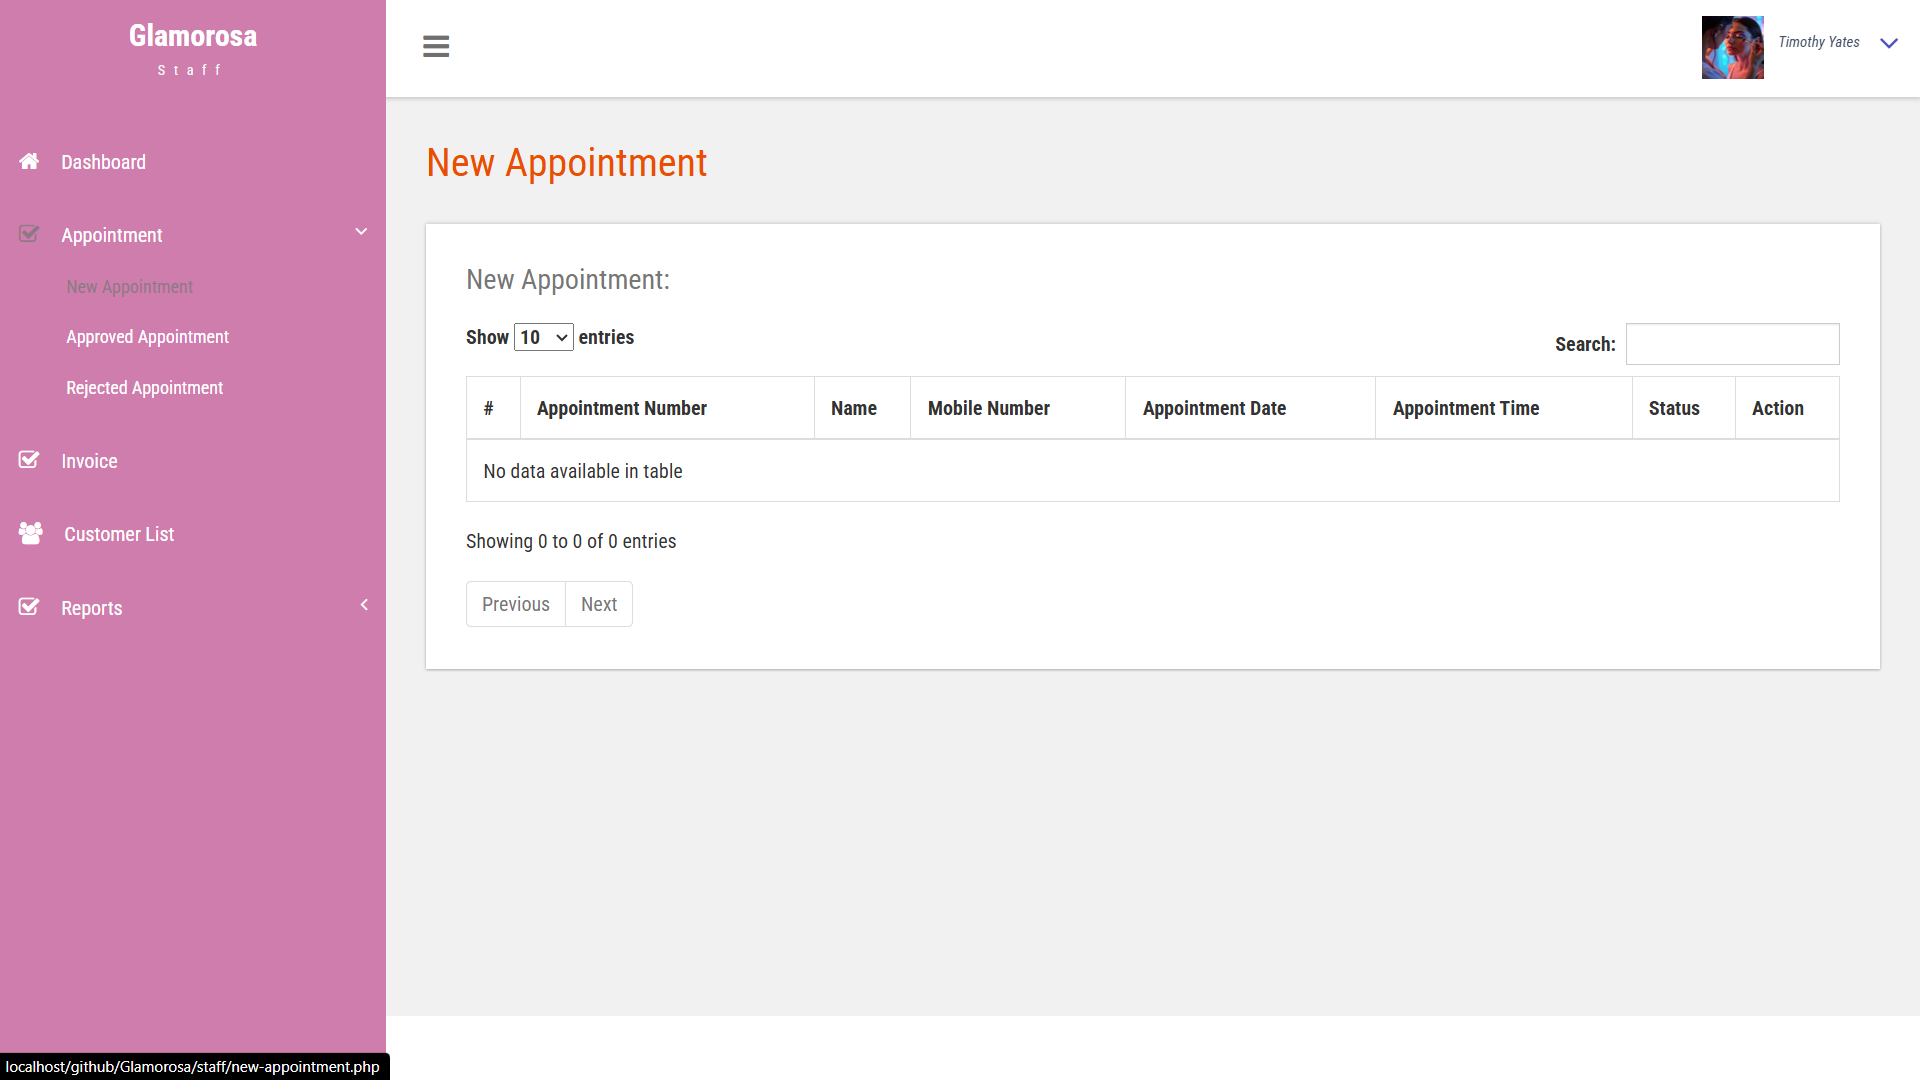 Glamorosa
Staff
Timothy Yates
Dashboard
Appointment
New Appointment
Approved Appointment
Rejected Appointment
Invoice
Customer List
Reports
New Appointment
New Appointment:
Show 10 entries
Search:
# Appointment Number Name Mobile Number Appointment Date Appointment Time Status Action
No data available in table
Showing 0 to 0 of 0 entries
Previous Next
localhost/github/Glamorosa/staff/new-appointment.php